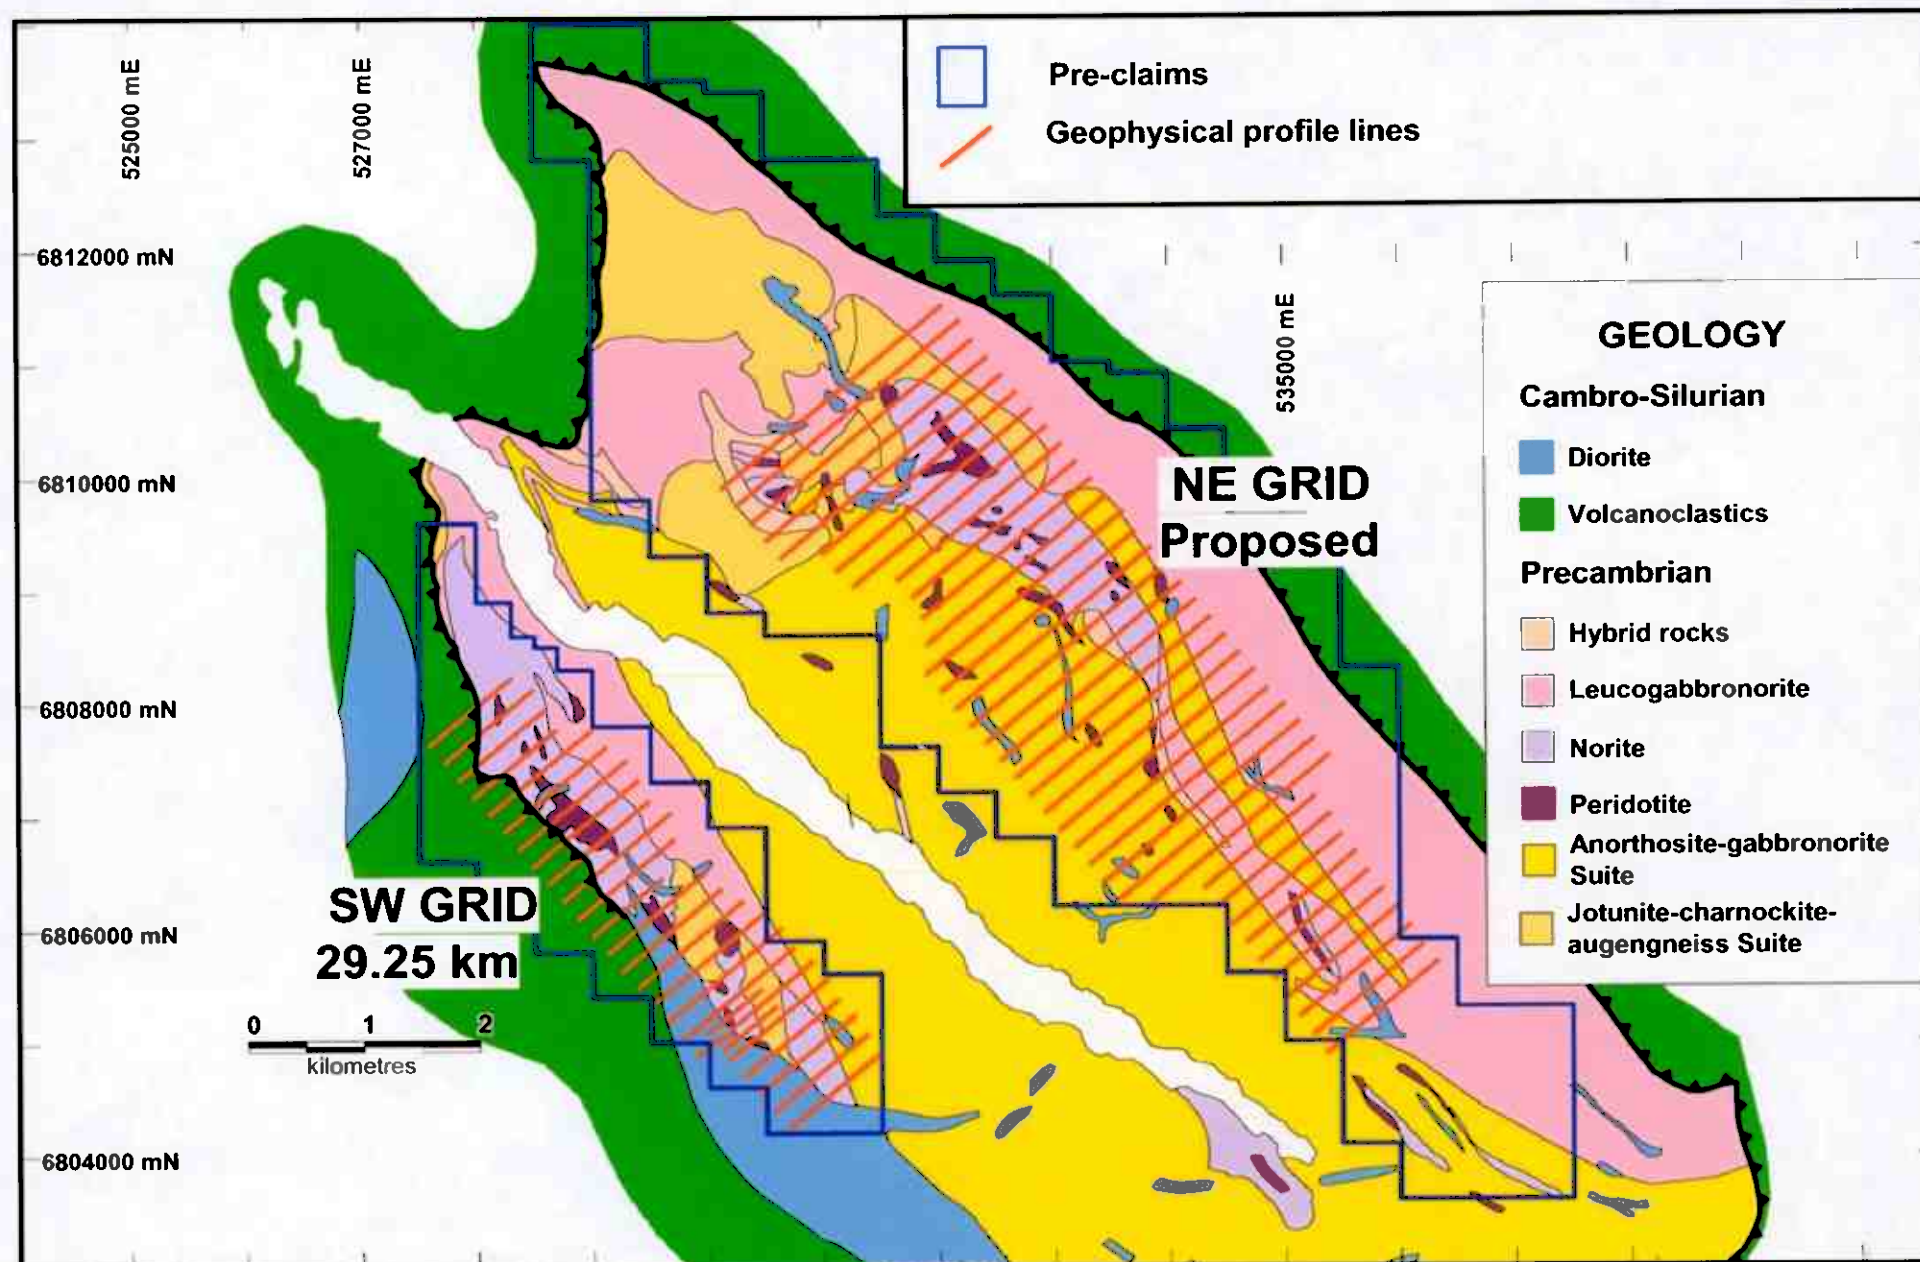 525000 mE
527000 mE
Pre-claims
Geophysical profile lines
6812000 mN
535000 mE
GEOLOGY
Cambro-Silurian
Diorite
Volcanoclastics
Precambrian
Hybrid rocks
Leucogabbronorite
Norite
Peridotite
Anorthosite-gabbronorite
Suite
Jotunite-charnockite-
augengneiss Suite
6810000 mN
NE GRID
Proposed
6808000 mN
SW GRID
29.25 km
6806000 mN
0 1 2
kilometres
6804000 mN